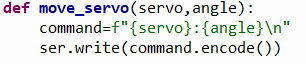 def move_servo(servo,angle):
    command=f"{servo}:{angle}\n"
    ser.write(command.encode())